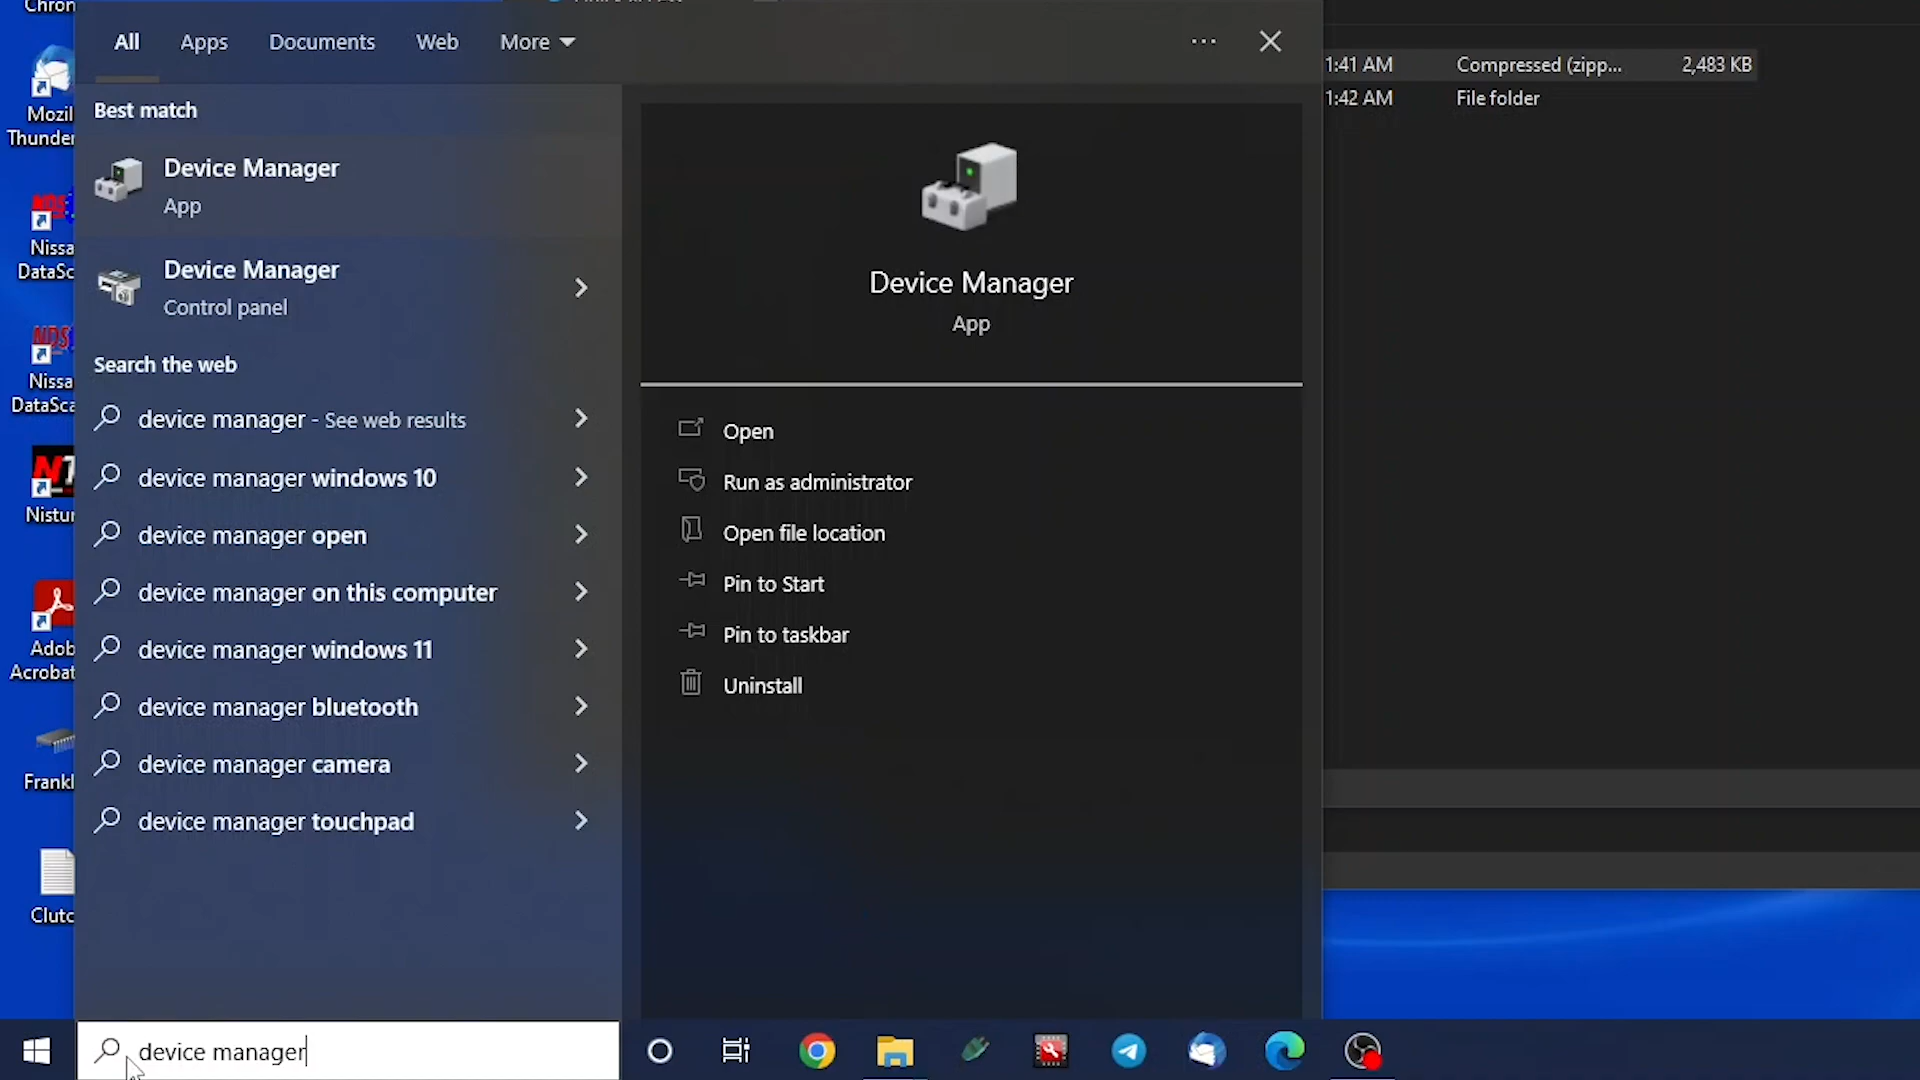 All
Apps
Documents
Web
More
1:41 AM
Compressed (zipp...
2,483 KB
1:42 AM
File folder
Best match
Device Manager
App
Device Manager
Control panel
Search the web
device manager - See web results
device manager windows 10
device manager open
device manager on this computer
device manager windows 11
device manager bluetooth
device manager camera
device manager touchpad
Device Manager
App
Open
Run as administrator
Open file location
Pin to Start
Pin to taskbar
Uninstall
Chron
Mozil
Thunder
Nissa
DataSc
Nissa
DataSca
Nistur
Adob
Acrobat
Frankl
Clutc
device manager